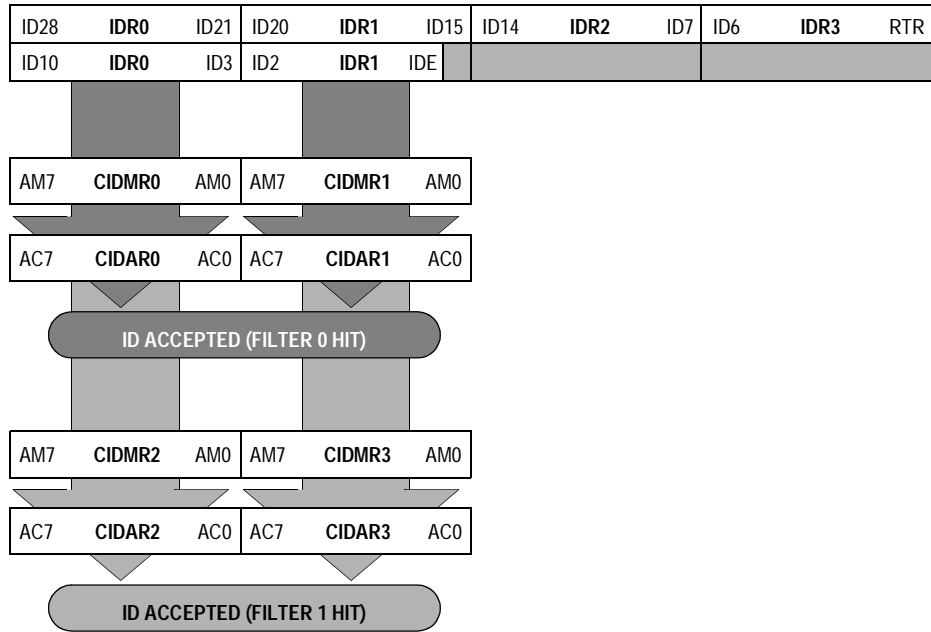 ID28 IDR0 ID21 ID20 IDR1 ID15 ID14 IDR2 ID7 ID6 IDR3 RTR
ID10 IDR0 ID3 ID2 IDR1 IDE
AM7 CIDMR0 AM0 AM7 CIDMR1 AM0
AC7 CIDAR0 AC0 AC7 CIDAR1 AC0
ID ACCEPTED (FILTER 0 HIT)
AM7 CIDMR2 AM0 AM7 CIDMR3 AM0
AC7 CIDAR2 AC0 AC7 CIDAR3 AC0
ID ACCEPTED (FILTER 1 HIT)